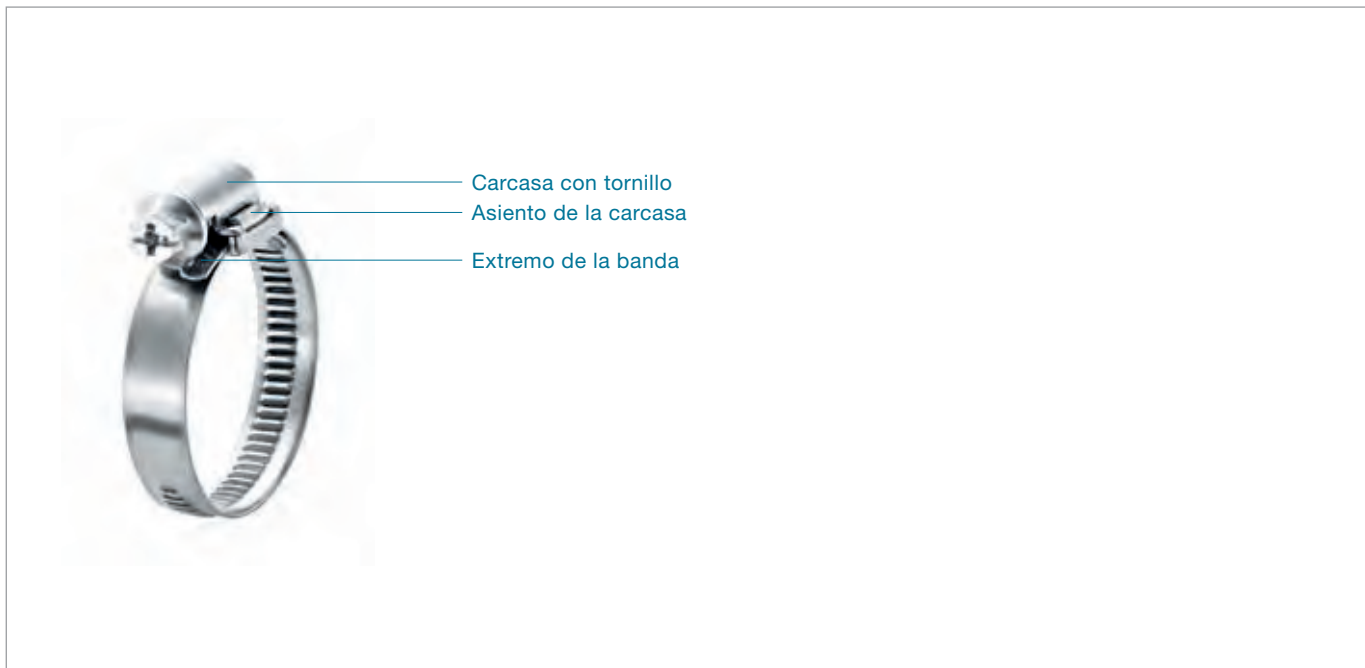 Carcasa con tornillo
Asiento de la carcasa
Extremo de la banda